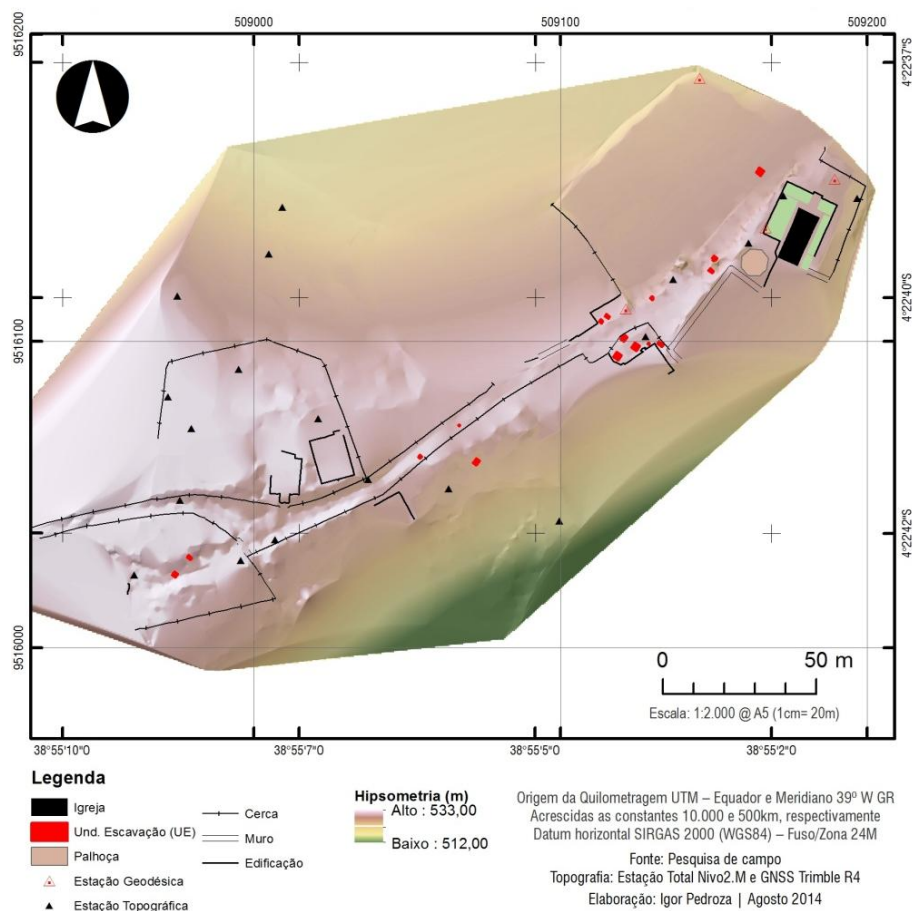 509000
509100
509200
9516200
9516100
9516000
4°22'37"S
4°22'40"S
4°22'42"S
0
50 m
Escala: 1:2.000 @ A5 (1cm= 20m)
38°55'10"O
38°55'7"O
38°55'5"O
38°55'2"O
Legenda
Igreja
Und. Escavação (UE)
Palhoça
Estação Geodésica
Estação Topográfica
Cerca
Muro
Edificação
Hipsometria (m)
Alto : 533,00
Baixo : 512,00
Origem da Quilometragem UTM – Equador e Meridiano 39º W GR
Acrescidas as constantes 10.000 e 500km, respectivamente
Datum horizontal SIRGAS 2000 (WGS84) – Fuso/Zona 24M
Fonte: Pesquisa de campo
Topografia: Estação Total Nivo2.M e GNSS Trimble R4
Elaboração: Igor Pedroza | Agosto 2014